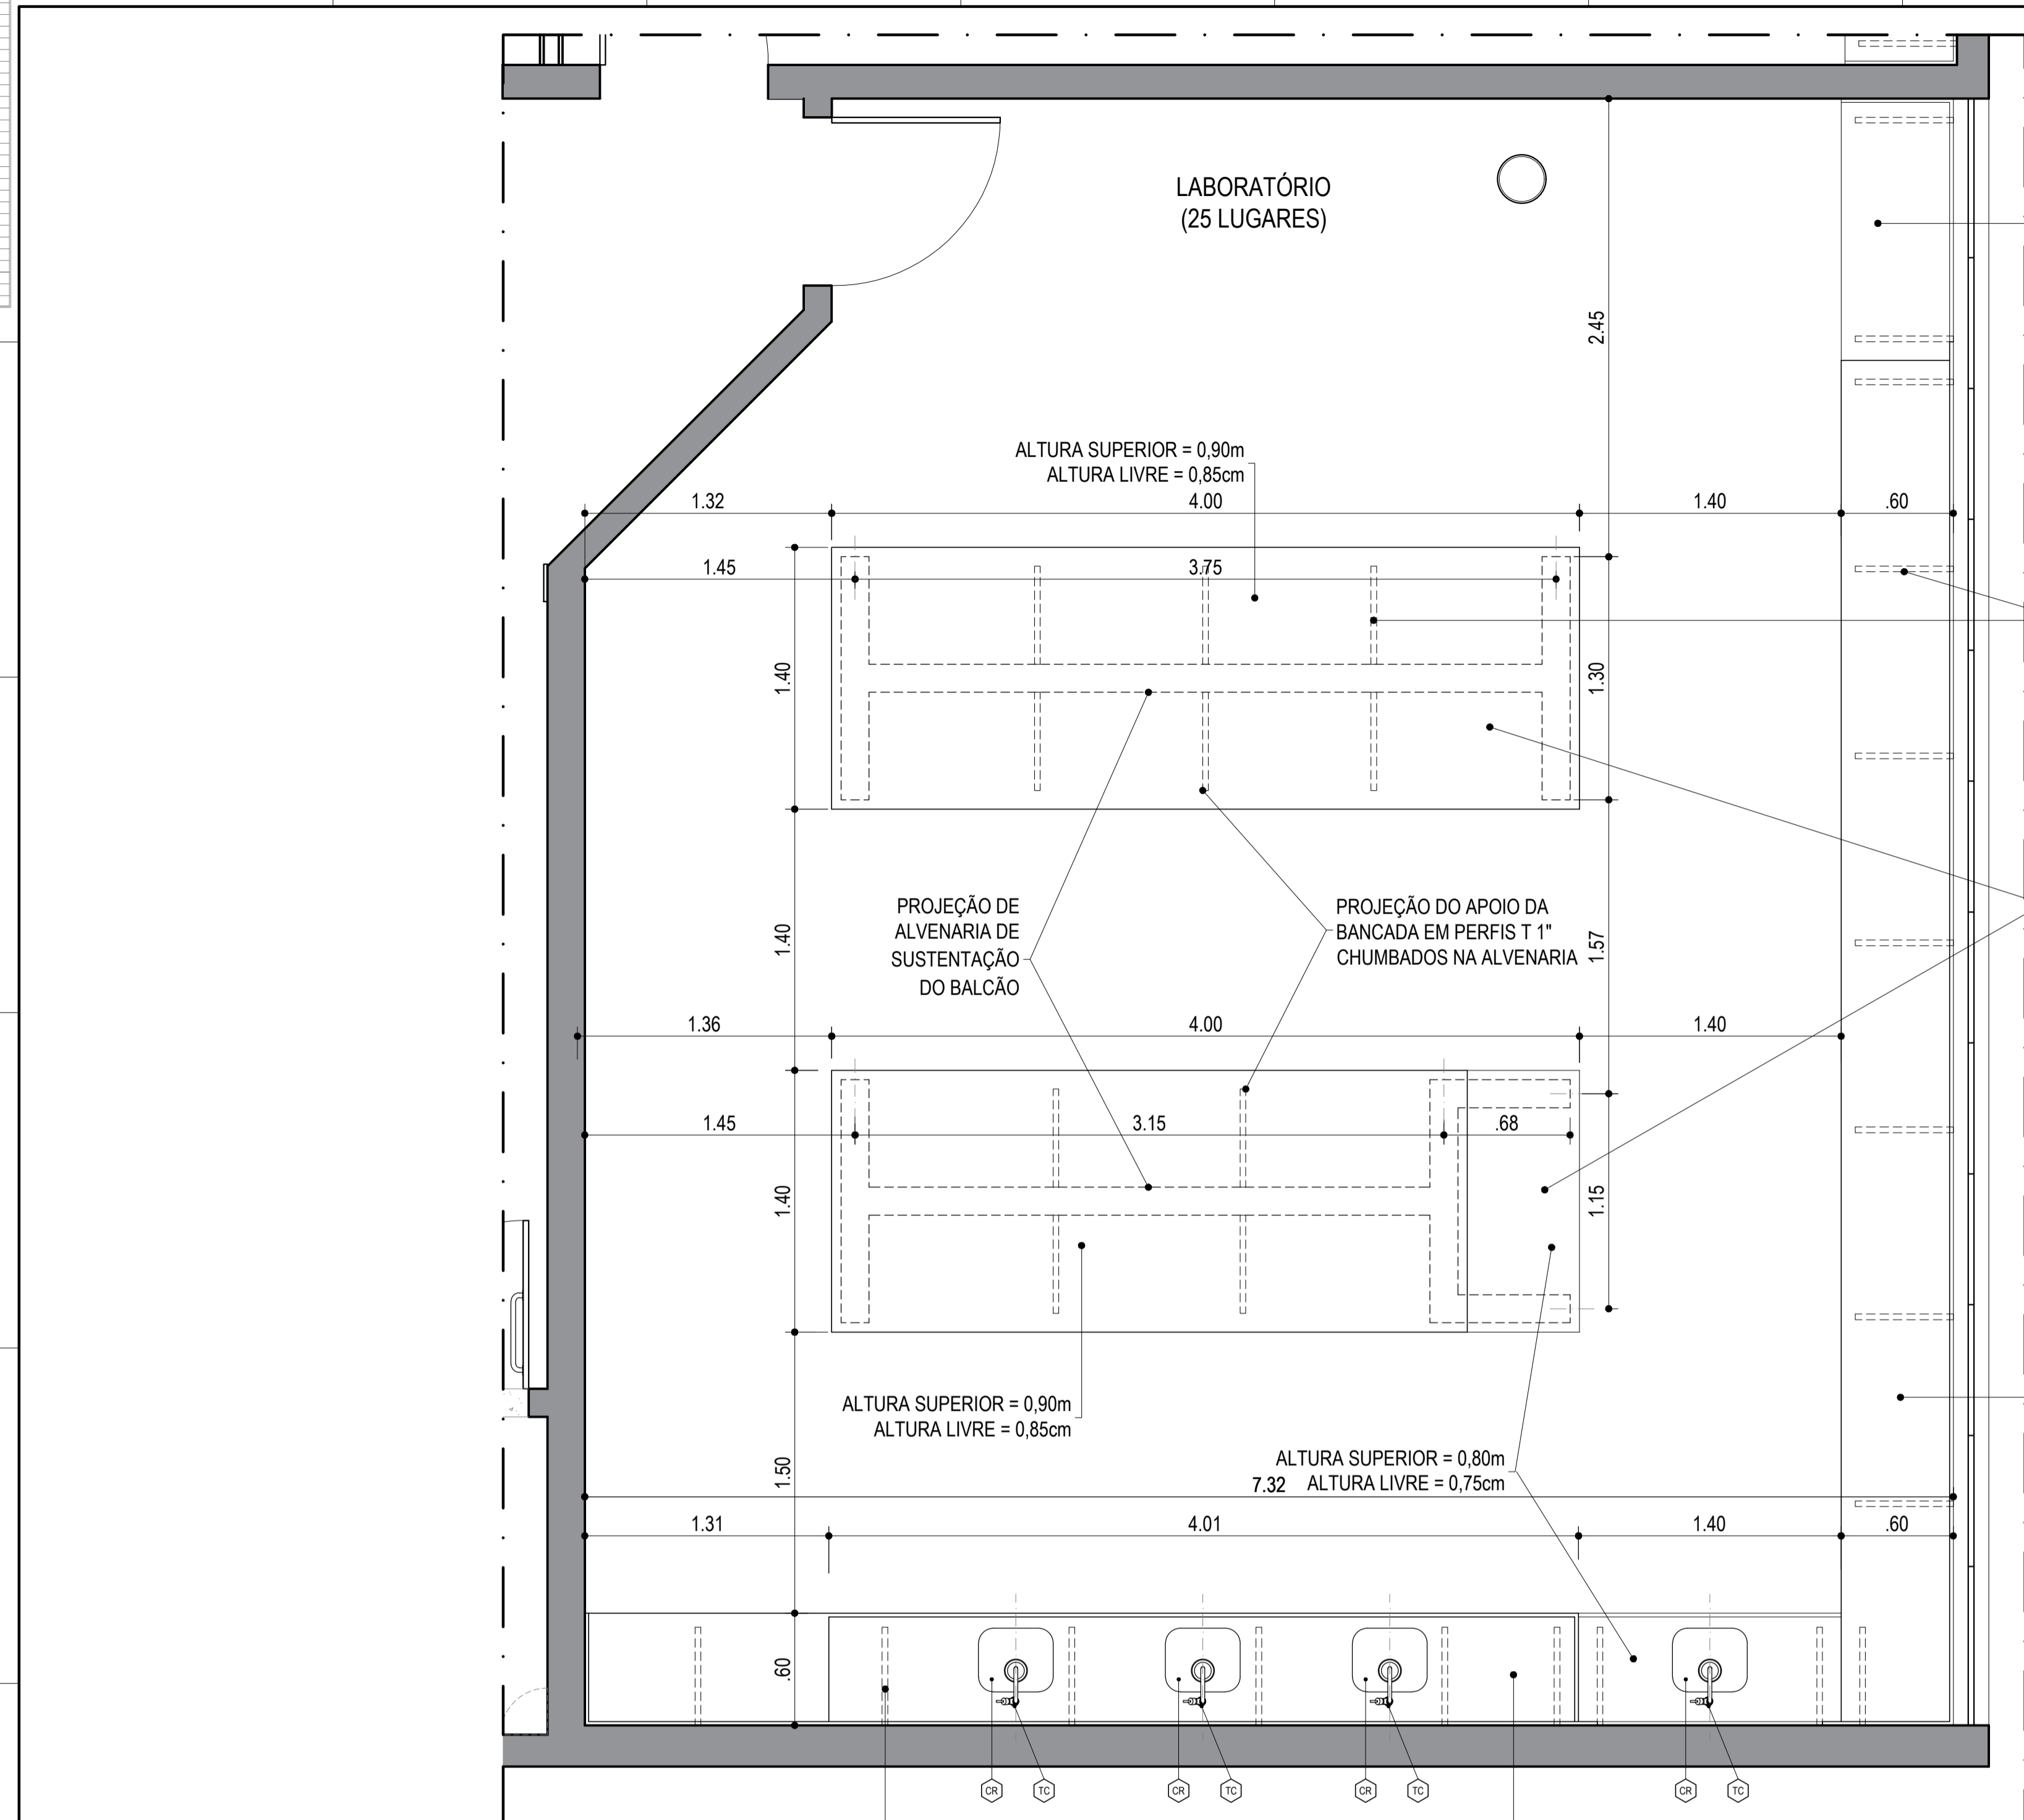 LABORATÓRIO
(25 LUGARES)
2.45
ALTURA SUPERIOR = 0,90m
ALTURA LIVRE = 0,85cm
1.32
4.00
1.40
.60
1.45
3.75
1.40
1.30
PROJEÇÃO DE
ALVENARIA DE
SUSTENTAÇÃO
DO BALCÃO
PROJEÇÃO DO APOIO DA
BANCADA EM PERFIS T 1"
CHUMBADOS NA ALVENARIA
1.40
1.57
1.36
4.00
1.40
1.45
3.15
.68
1.40
1.15
ALTURA SUPERIOR = 0,90m
ALTURA LIVRE = 0,85cm
ALTURA SUPERIOR = 0,80m
ALTURA LIVRE = 0,75cm
1.50
7.32
1.31
4.01
1.40
.60
.60
CR
TC
CR
TC
CR
TC
CR
TC